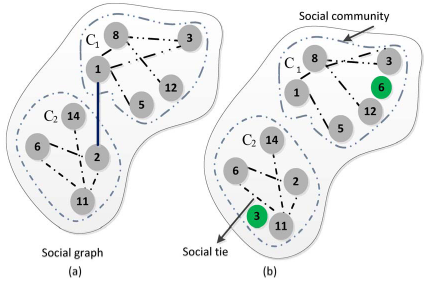 Social community
C1
8
3
1
12
5
C2
14
6
2
11
Social graph
(a)
C1
8
3
6
1
12
5
C2
14
6
2
3
11
Social tie
(b)